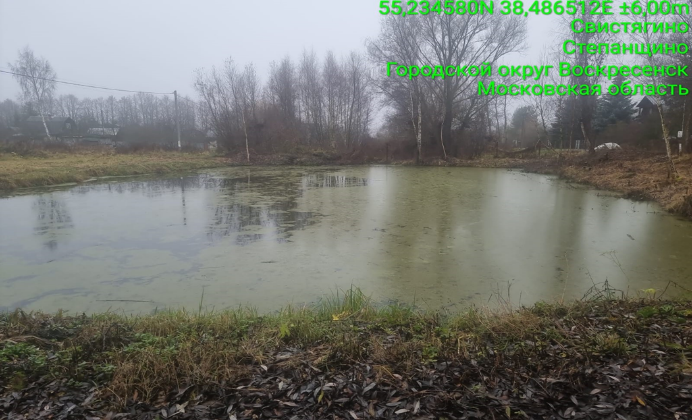 55,234580N 38,486512E ±6,00m
Свистягино
Степанщино
Городской округ Воскресенск
Московская область